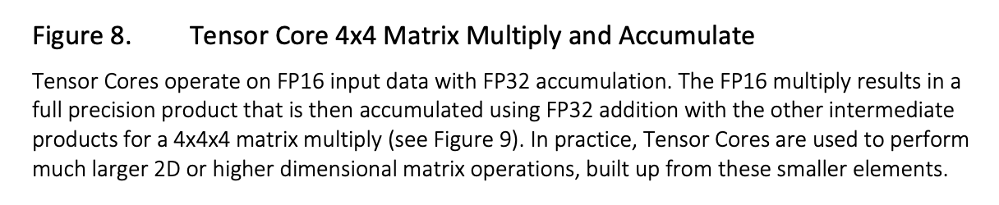 Figure 8. Tensor Core 4x4 Matrix Multiply and Accumulate
Tensor Cores operate on FP16 input data with FP32 accumulation. The FP16 multiply results in a
full precision product that is then accumulated using FP32 addition with the other intermediate
products for a 4x4x4 matrix multiply (see Figure 9). In practice, Tensor Cores are used to perform
much larger 2D or higher dimensional matrix operations, built up from these smaller elements.